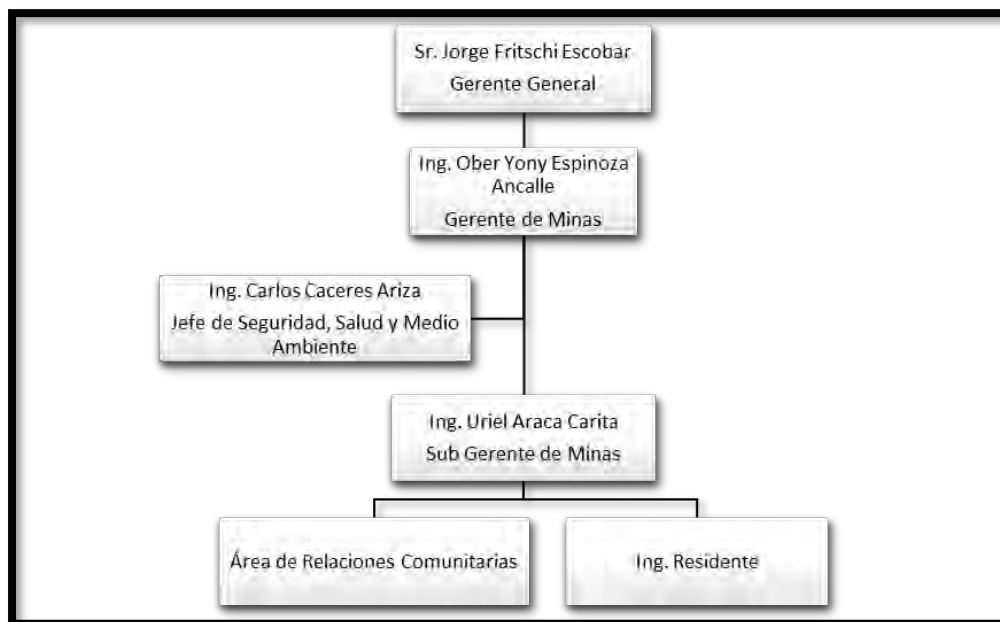 Sr. Jorge Fritschi Escobar
Gerente General
Ing. Ober Yony Espinoza
Ancalle
Gerente de Minas
Ing. Carlos Caceres Ariza
Jefe de Seguridad, Salud y Medio
Ambiente
Ing. Uriel Araca Carita
Sub Gerente de Minas
Área de Relaciones Comunitarias
Ing. Residente